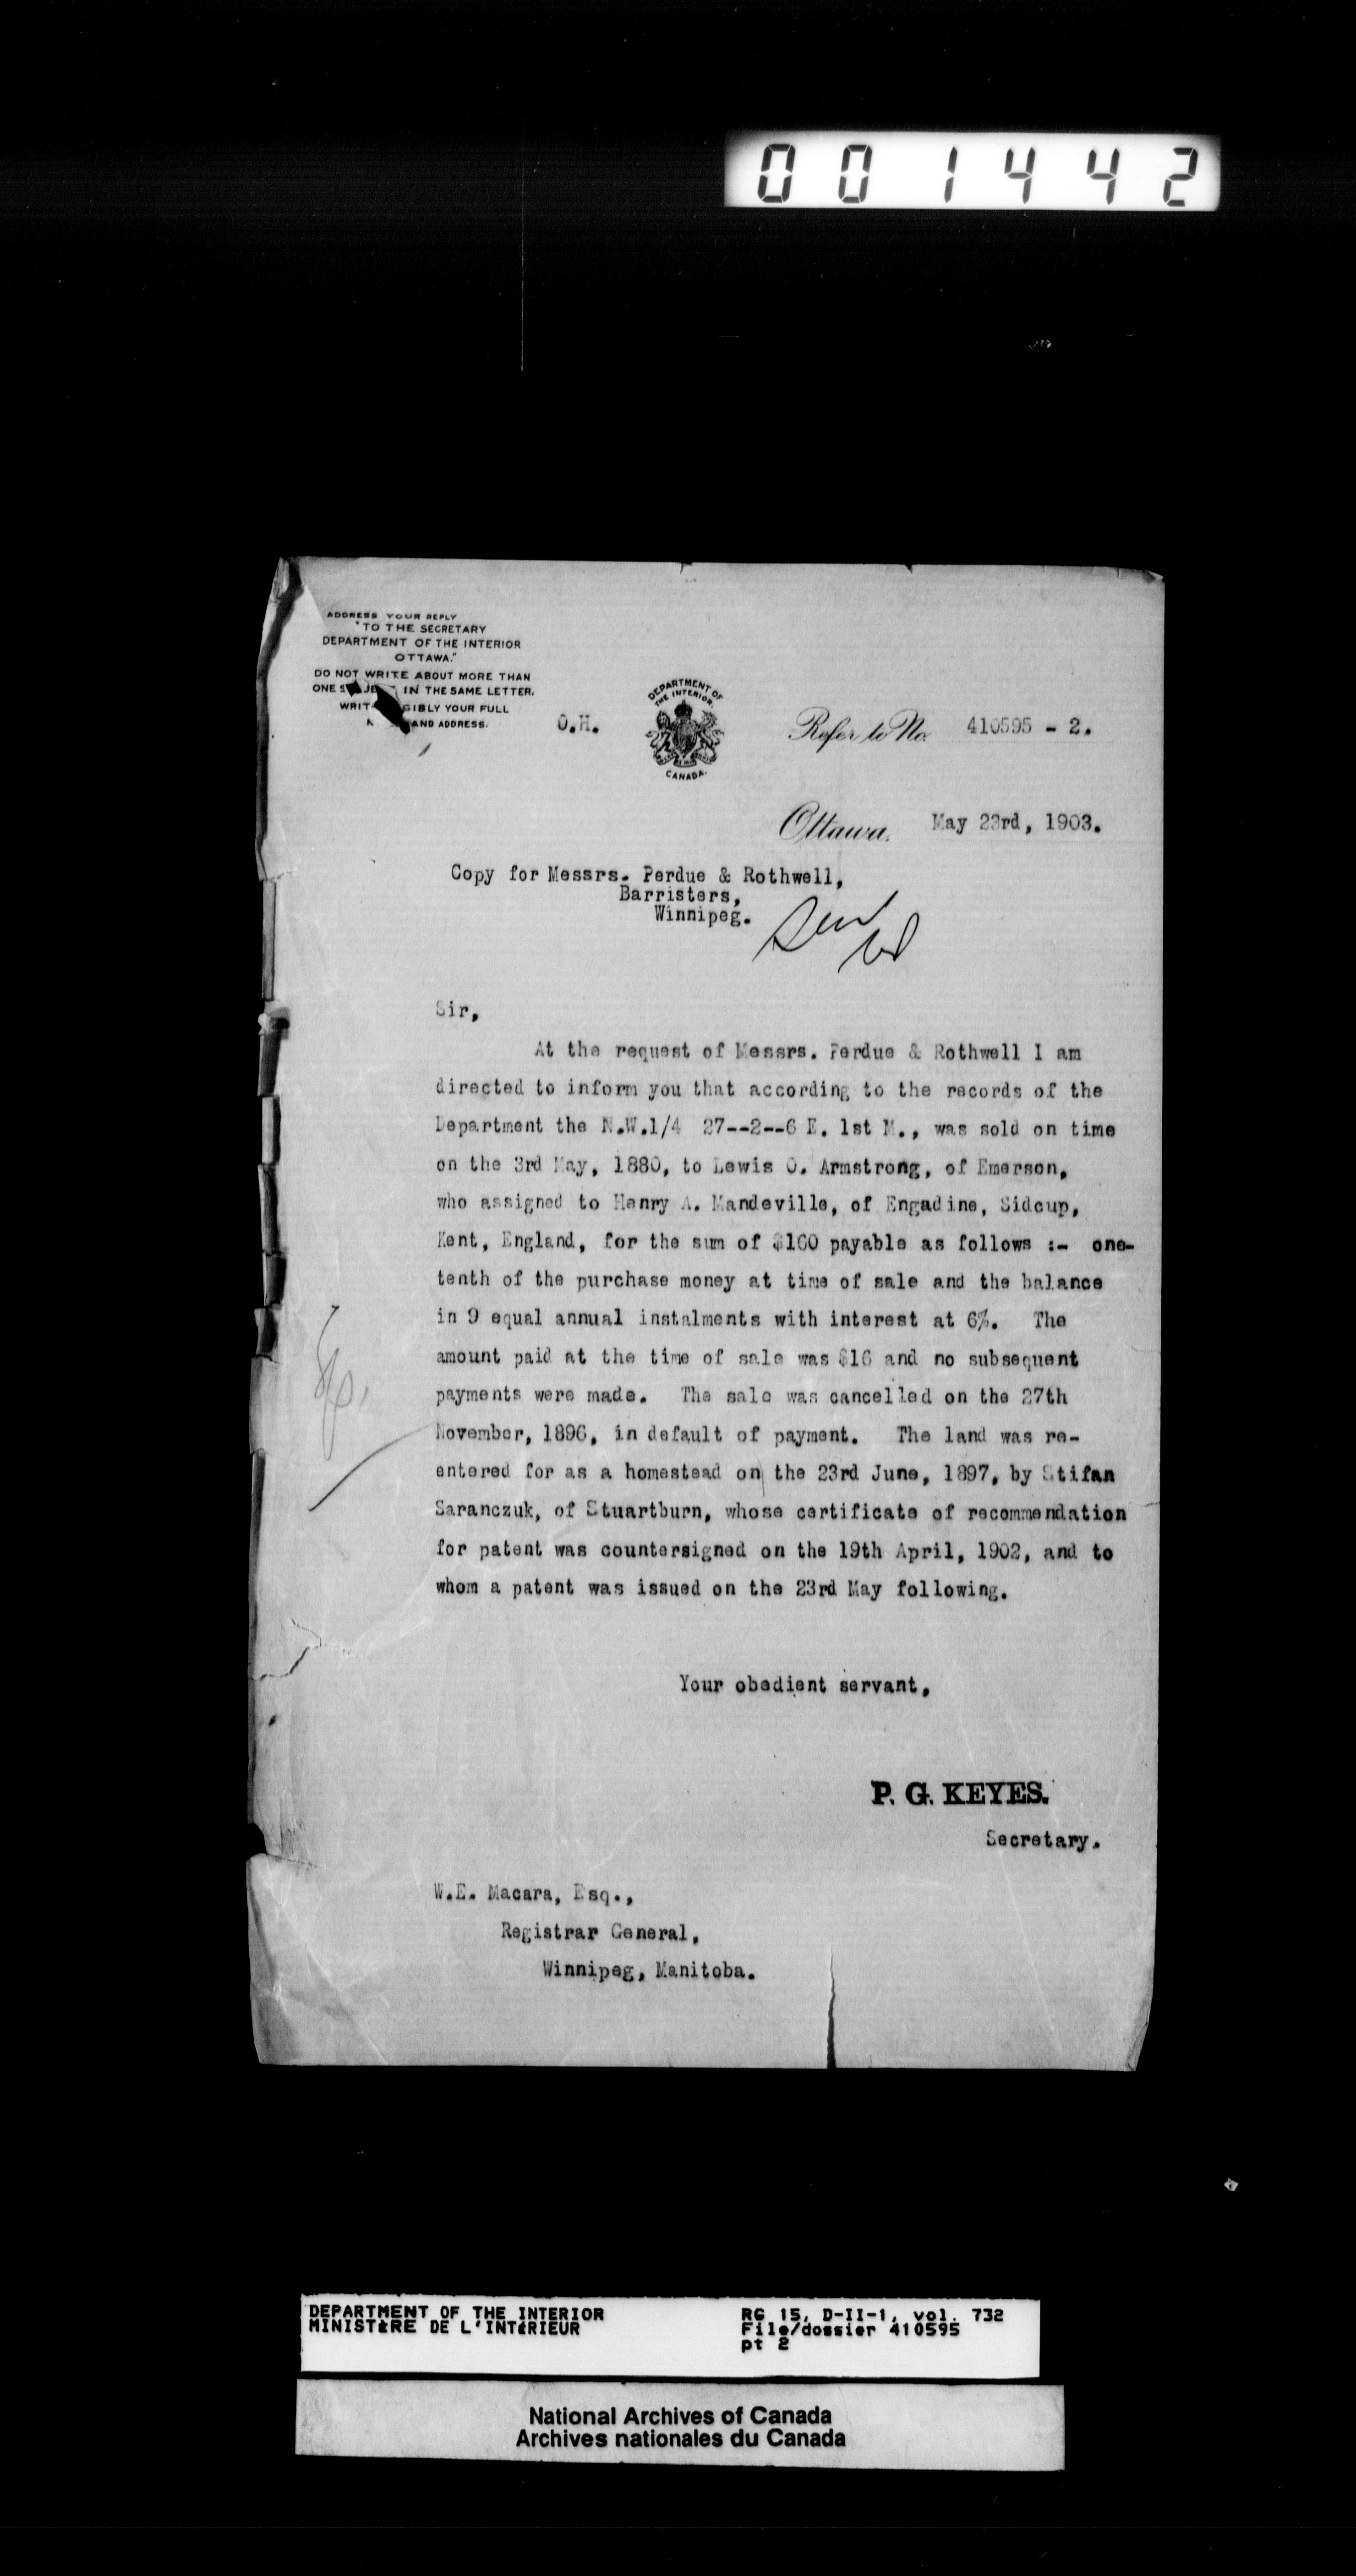 001442
ADDRESS YOUR REPLY
"TO THE SECRETARY
DEPARTMENT OF THE INTERIOR
OTTAWA."
DO NOT WRITE ABOUT MORE THAN
ONE IN THE SAME LETTER.
YOUR FULL
AND ADDRESS.
O.H.
DEPARTMENT OF
THE INTERIOR.
CANADA.
Refer to No. 410595 - 2.
Ottawa, May 23rd, 1903.
Copy for Messrs. Perdue & Rothwell,
Barristers,
Winnipeg.
Sir,
At the request of Messrs. Perdue & Rothwell I am
directed to inform you that according to the records of the
Department the N.W.1/4 27--2--6 E. 1st M., was sold on time
on the 3rd May, 1880, to Lewis O. Armstrong, of Emerson,
who assigned to Henry A. Mandeville, of Engadine, Sidcup,
Kent, England, for the sum of $160 payable as follows :- one-
tenth of the purchase money at time of sale and the balance
in 9 equal annual instalments with interest at 6%. The
amount paid at the time of sale was $16 and no subsequent
payments were made. The sale was cancelled on the 27th
November, 1896, in default of payment. The land was re-
entered for as a homestead on the 23rd June, 1897, by Stifan
Saranczuk, of Stuartburn, whose certificate of recommendation
for patent was countersigned on the 19th April, 1902, and to
whom a patent was issued on the 23rd May following.
Your obedient servant,
P. G. KEYES.
Secretary.
W.E. Macara, Esq.,
Registrar General,
Winnipeg, Manitoba.
DEPARTMENT OF THE INTERIOR
MINISTÈRE DE L'INTÉRIEUR
RG 15, D-II-1, vol. 732
File/dossier 410595
pt 2
National Archives of Canada
Archives nationales du Canada